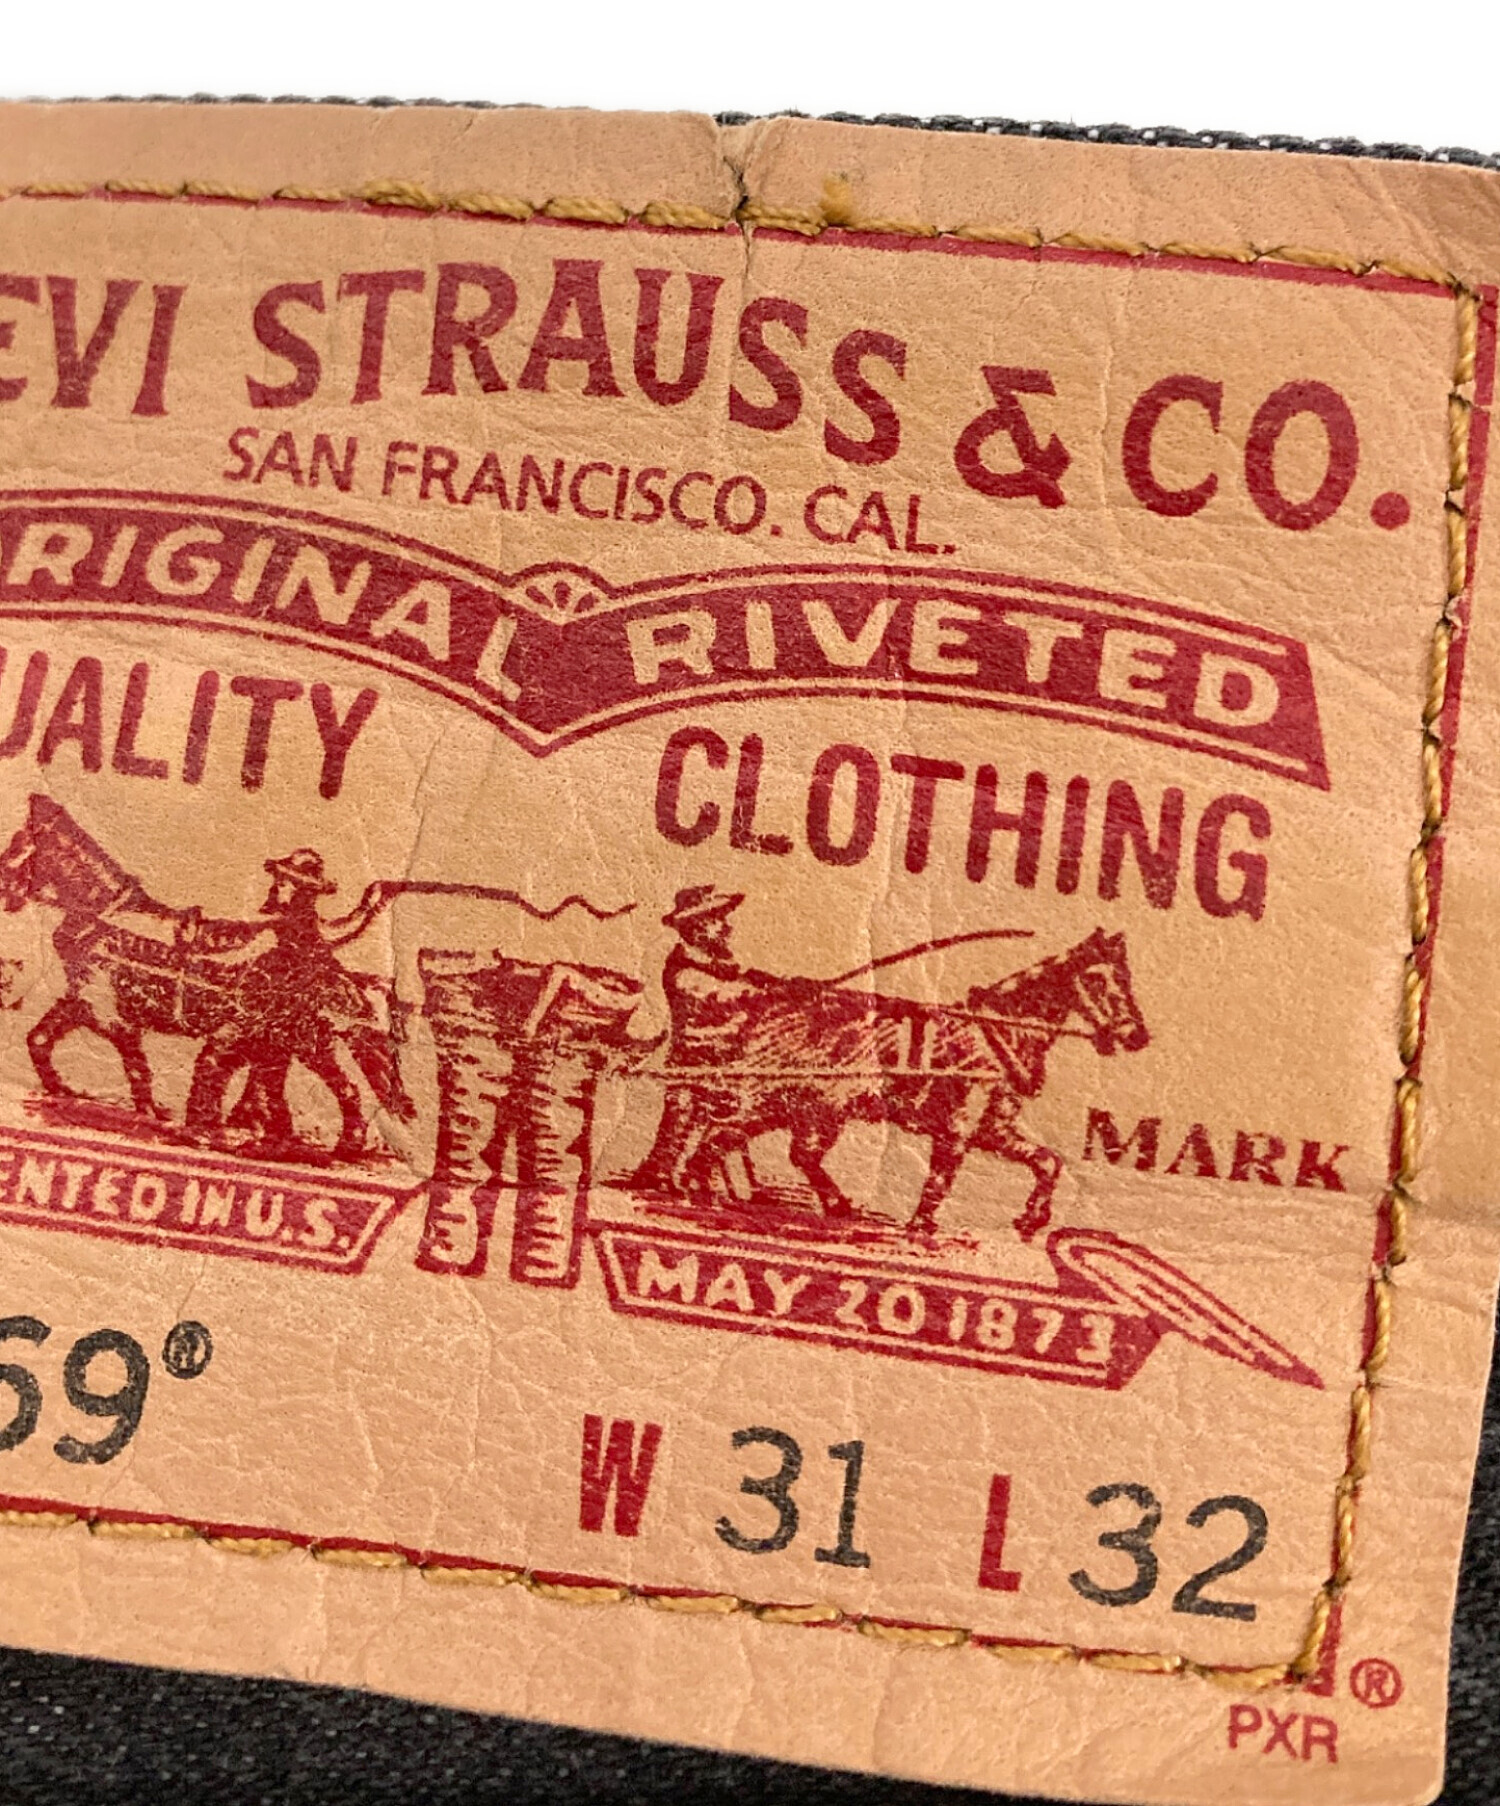 EVI STRAUSS & CO.
SAN FRANCISCO. CAL.
RIGINAL RIVETED
UALITY CLOTHING
E MARK
ENTED IN U.S. MAY 20 1873
69® W 31 L 32
®
PXR